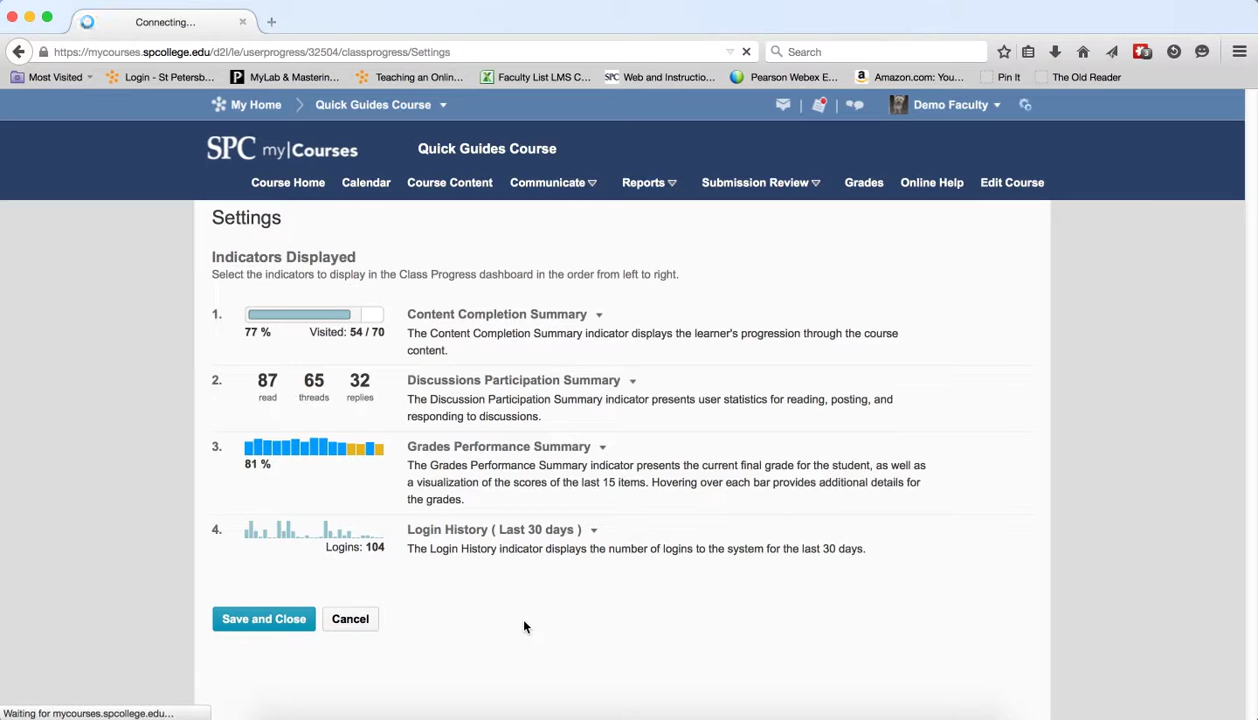 Connecting...
https://mycourses.spcollege.edu/d2l/le/userprogress/32504/classprogress/Settings
Search
Most Visited
Login - St Petersb...
MyLab & Mastering...
Teaching an Onlin...
Faculty List LMS C...
Web and Instructio...
Pearson Webex E...
Amazon.com: You...
Pin It
The Old Reader
My Home
Quick Guides Course
Demo Faculty
SPC my|Courses
Quick Guides Course
Course Home
Calendar
Course Content
Communicate
Reports
Submission Review
Grades
Online Help
Edit Course
Settings
Indicators Displayed
Select the indicators to display in the Class Progress dashboard in the order from left to right.
1.
77 %
Visited: 54 / 70
Content Completion Summary
The Content Completion Summary indicator displays the learner's progression through the course
content.
2.
87 65 32
read threads replies
Discussions Participation Summary
The Discussion Participation Summary indicator presents user statistics for reading, posting, and
responding to discussions.
3.
81 %
Grades Performance Summary
The Grades Performance Summary indicator presents the current final grade for the student, as well as
a visualization of the scores of the last 15 items. Hovering over each bar provides additional details for
the grades.
4.
Logins: 104
Login History ( Last 30 days )
The Login History indicator displays the number of logins to the system for the last 30 days.
Save and Close
Cancel
Waiting for mycourses.spcollege.edu...